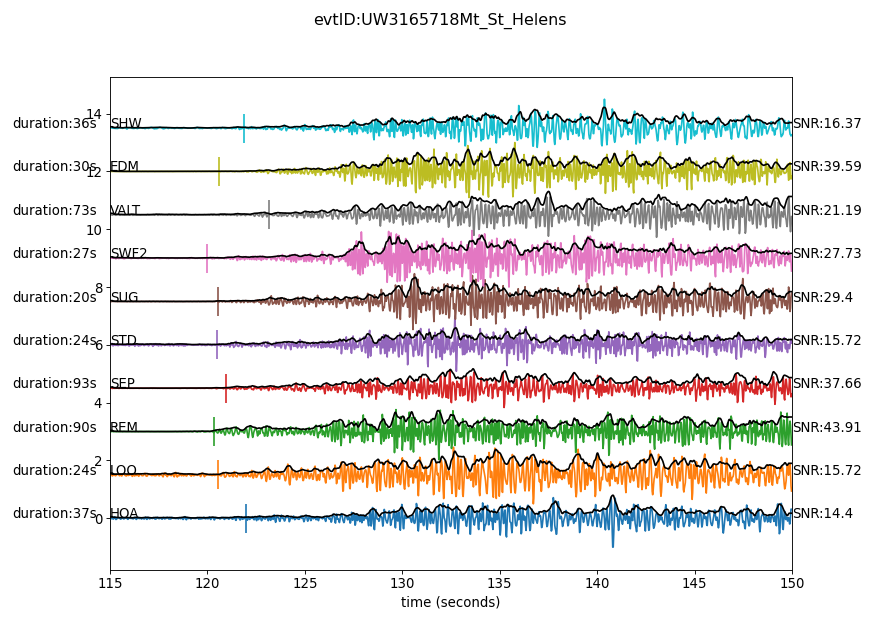 evtID:UW3165718Mt_St_Helens
14
duration:36s SHW SNR:16.37
duration:30s EDM SNR:39.59
12
duration:73s VALT SNR:21.19
10
duration:27s SWF2 SNR:27.73
8
duration:20s SUG SNR:29.4
duration:24s STD SNR:15.72
6
duration:93s SEP SNR:37.66
4
duration:90s REM SNR:43.91
2
duration:24s LOO SNR:15.72
duration:37s HOA SNR:14.4
0
115 120 125 130 135 140 145 150
time (seconds)